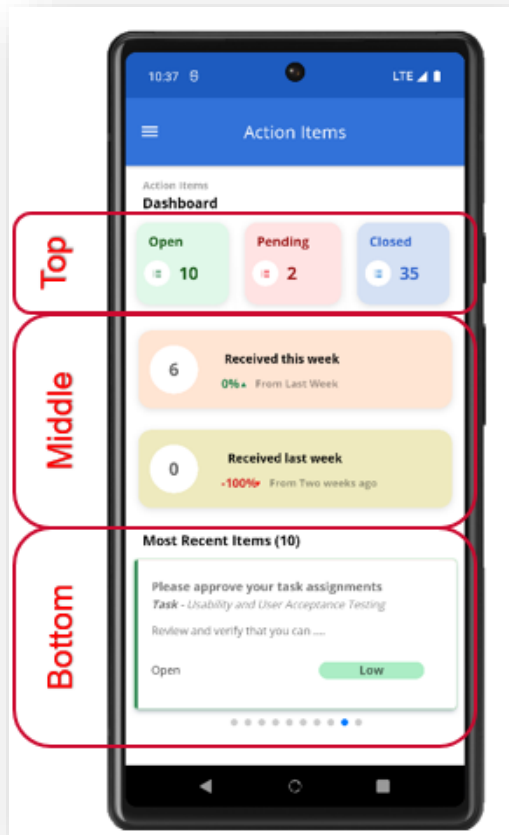 10:37
LTE
Action Items
Action Items
Dashboard
Top
Open
10
Pending
2
Closed
35
Middle
6
Received this week
0% From Last Week
0
Received last week
-100% From Two weeks ago
Bottom
Most Recent Items (10)
Please approve your task assignments
Task - Usability and User Acceptance Testing
Review and verify that you can ....
Open
Low